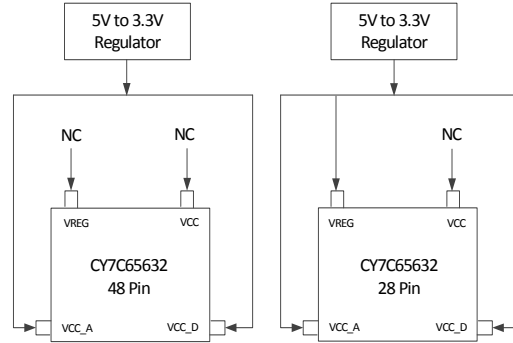 5V to 3.3V
Regulator
NC
NC
VREG
VCC
CY7C65632
48 Pin
VCC_A
VCC_D
5V to 3.3V
Regulator
NC
VREG
VCC
CY7C65632
28 Pin
VCC_A
VCC_D